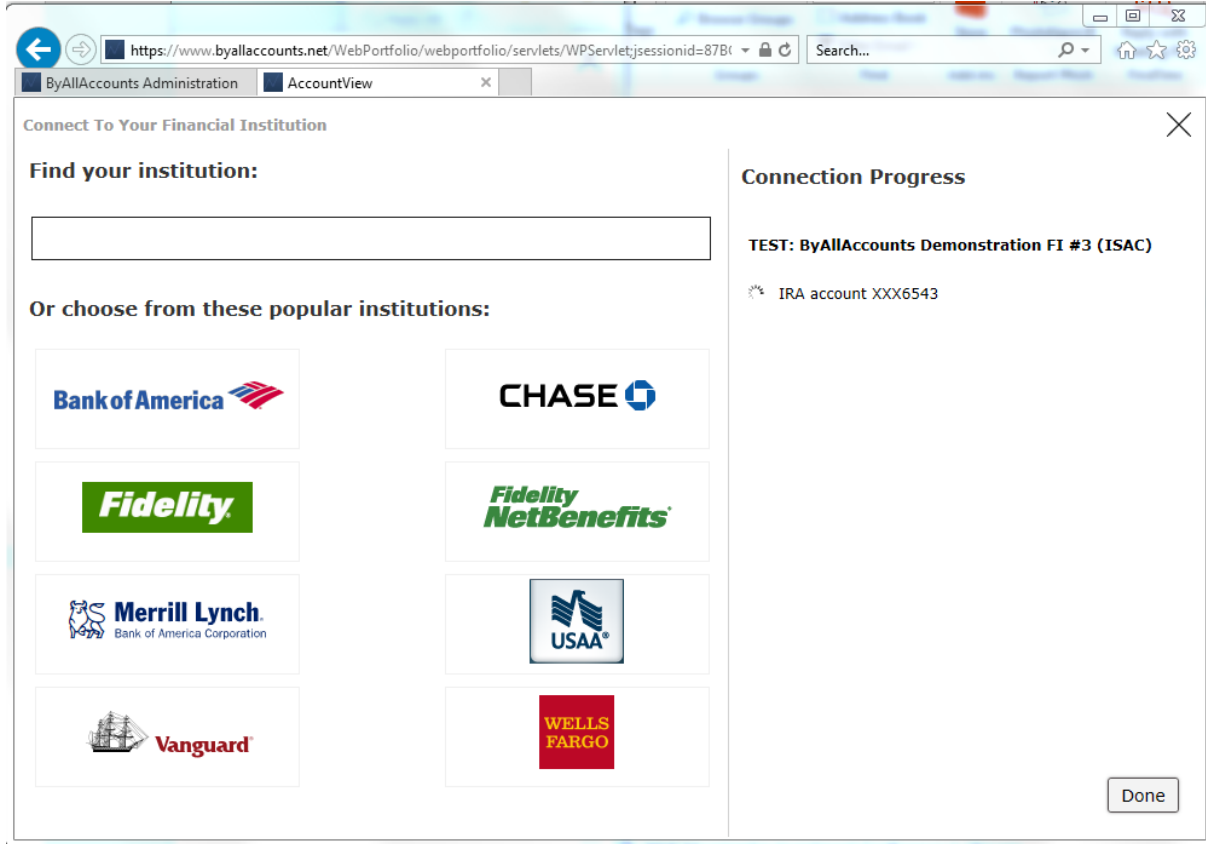 https://www.byallaccounts.net/WebPortfolio/webportfolio/servlets/WPServlet;jsessionid=87B
Search...
ByAllAccounts Administration
AccountView
Connect To Your Financial Institution
Find your institution:
Or choose from these popular institutions:
Bank of America
CHASE
Fidelity
Fidelity
NetBenefits
Merrill Lynch.
Bank of America Corporation
USAA®
Vanguard
WELLS
FARGO
Connection Progress
TEST: ByAllAccounts Demonstration FI #3 (ISAC)
IRA account XXX6543
Done